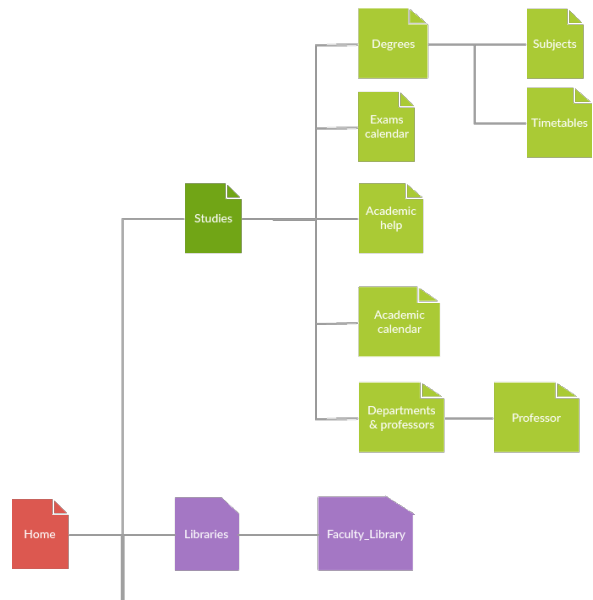 Degrees
Subjects
Exams
calendar
Timetables
Studies
Academic
help
Academic
calendar
Departments
& professors
Professor
Home
Libraries
Faculty_Library